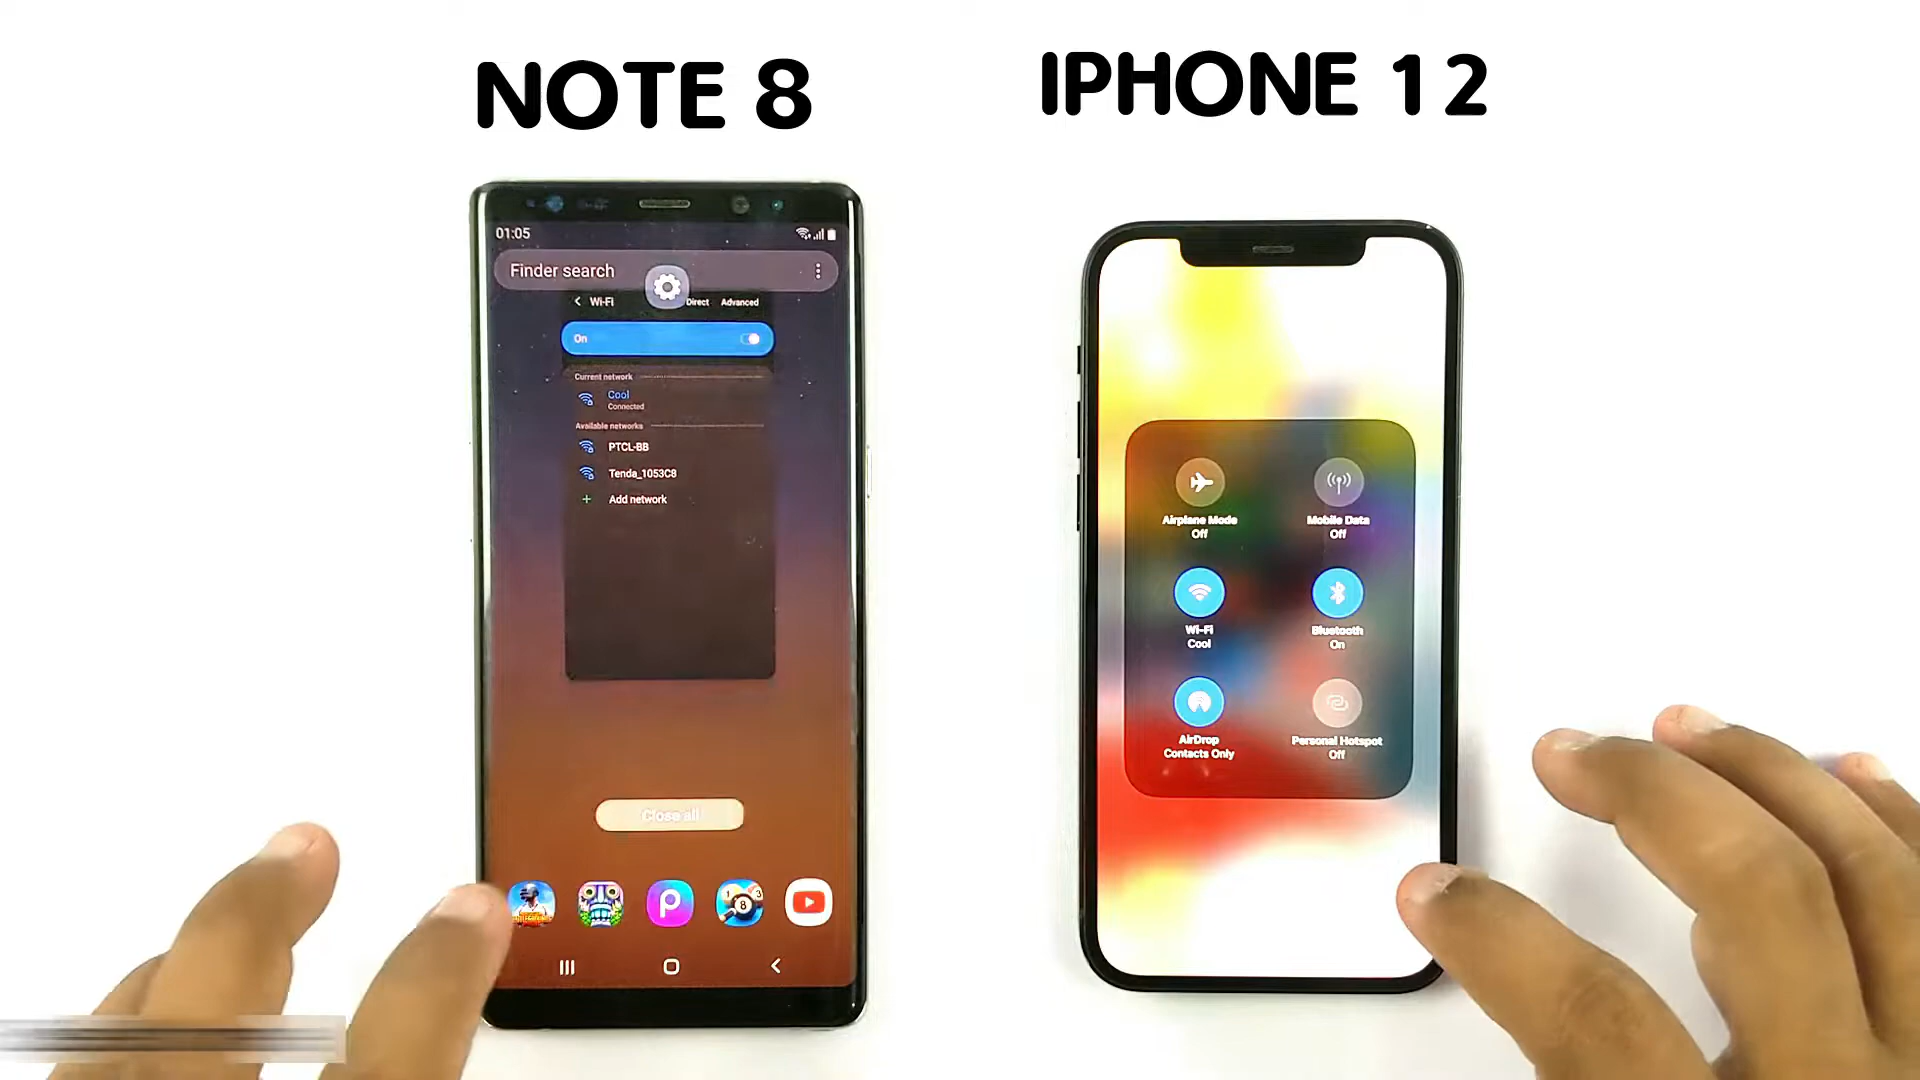 NOTE 8
IPHONE 12
01:05
Finder search
Wi-Fi
Direct
Advanced
On
Current network
Cool
Connected
Available networks
PTCL-BB
Tenda_1053C8
Add network
Close all
Airplane Mode
Off
Mobile Data
Off
Wi-Fi
Cool
Bluetooth
On
AirDrop
Contacts Only
Personal Hotspot
Off